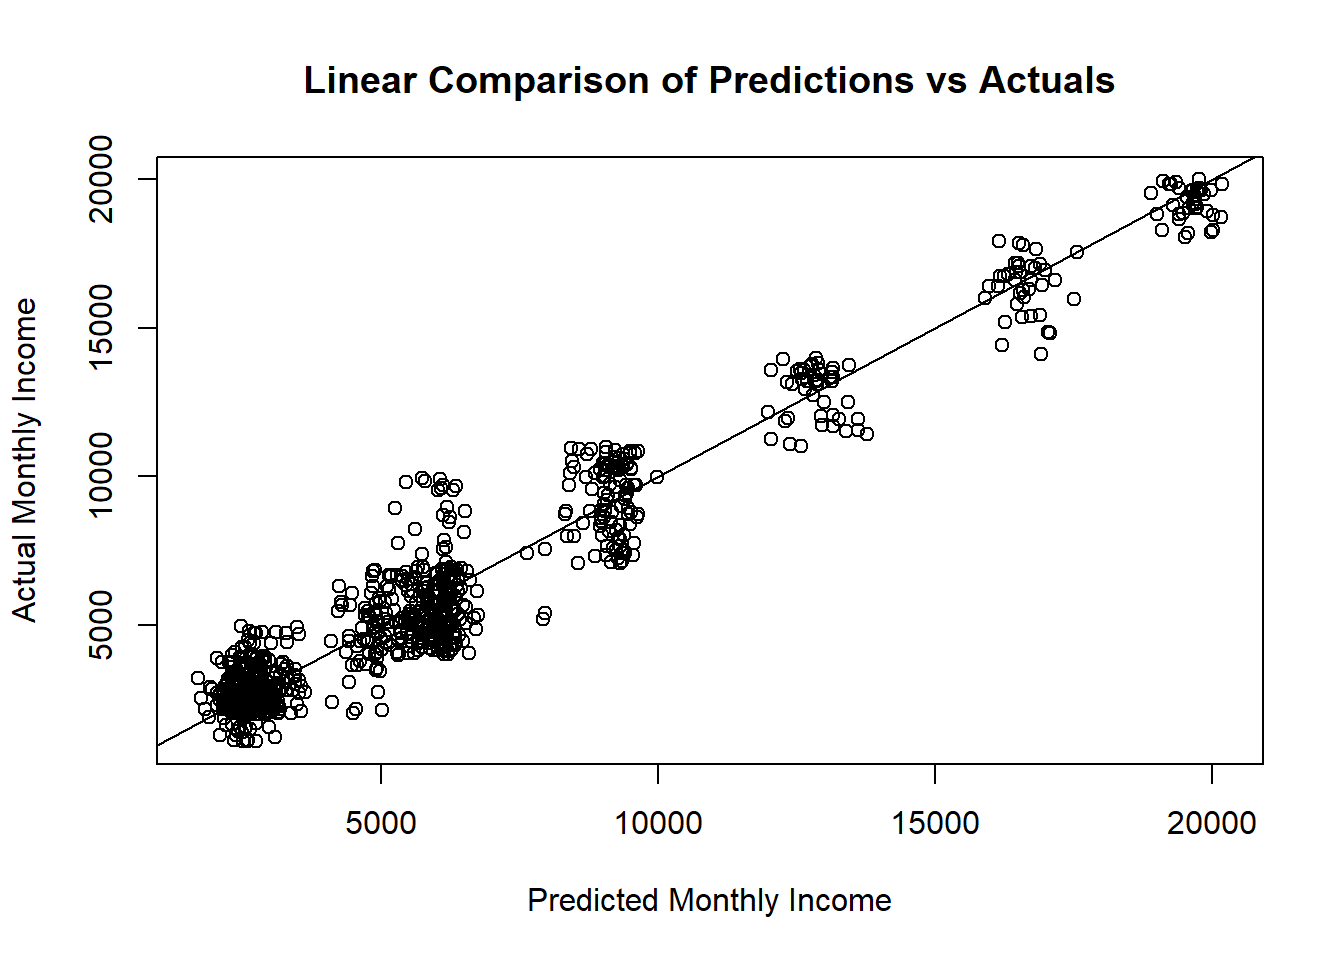 Linear Comparison of Predictions vs Actuals
Actual Monthly Income
20000
15000
10000
5000
5000 10000 15000 20000
Predicted Monthly Income